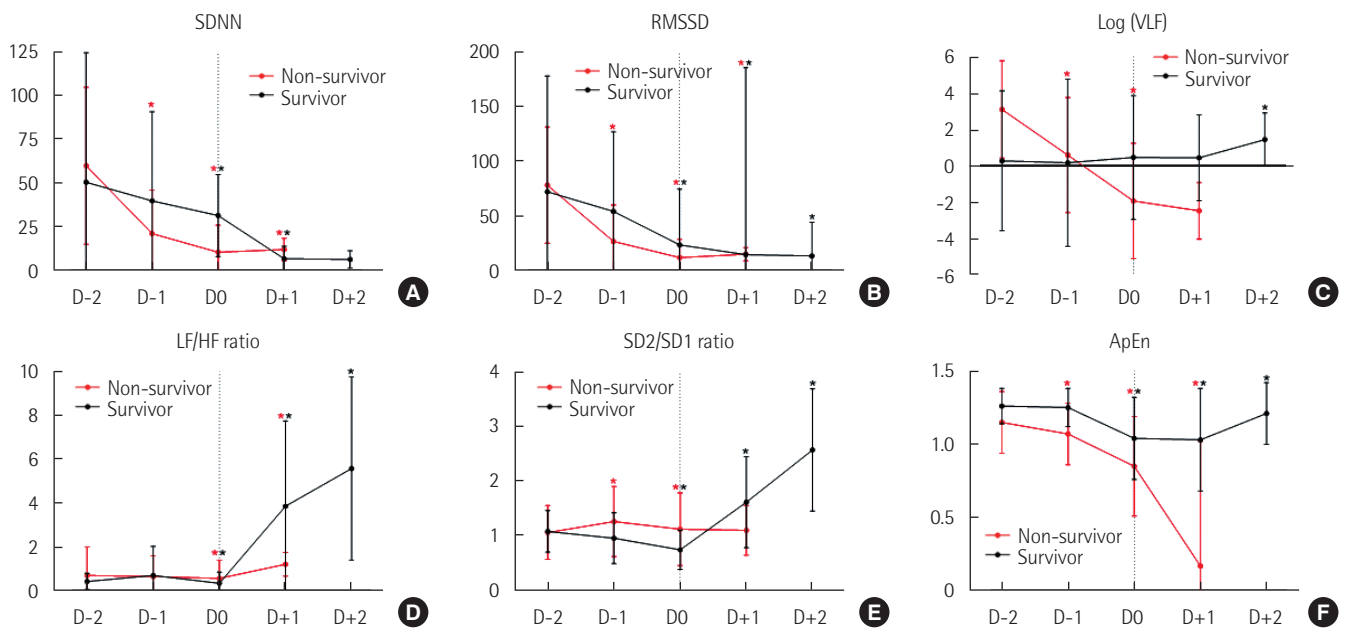 SDNN
125
100
75
50
25
0
Non-survivor
Survivor
*
**
**
D-2 D-1 D0 D+1 D+2
A
RMSSD
200
150
100
50
0
Non-survivor
Survivor
*
**
**
*
D-2 D-1 D0 D+1 D+2
B
Log (VLF)
6
4
2
0
-2
-4
-6
Non-survivor
Survivor
*
*
*
D-2 D-1 D0 D+1 D+2
C
LF/HF ratio
10
8
6
4
2
0
Non-survivor
Survivor
**
**
*
D-2 D-1 D0 D+1 D+2
D
SD2/SD1 ratio
4
3
2
1
0
Non-survivor
Survivor
*
**
*
*
D-2 D-1 D0 D+1 D+2
E
ApEn
1.5
1.0
0.5
0
Non-survivor
Survivor
*
**
**
*
D-2 D-1 D0 D+1 D+2
F